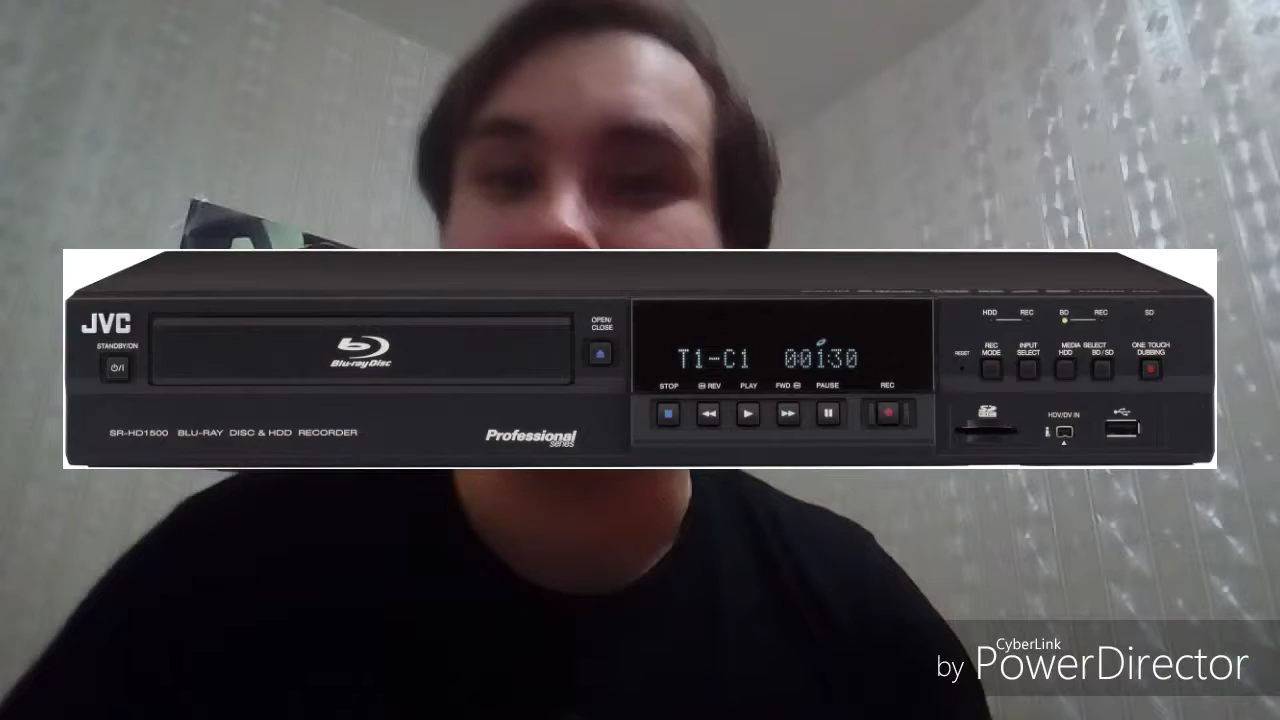 JVC
STANDBY/ON
Blu-ray Disc
OPEN/
CLOSE
SR-HD1500 BLU-RAY DISC & HDD RECORDER
Professional
series
T1-C1 00:30
STOP REV PLAY FWD PAUSE REC
HDD REC BD REC SD
RESET
REC
MODE
INPUT
SELECT
MEDIA SELECT
HDD BD/SD
ONE TOUCH
DUBBING
HDV/DV IN
i
by CyberLink
PowerDirector